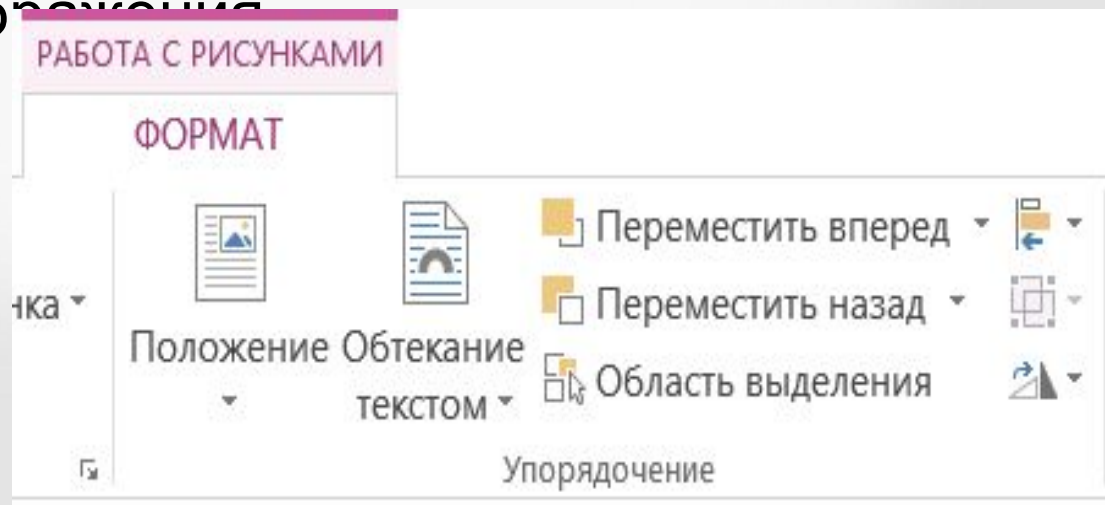 РАБОТА С РИСУНКАМИ
ФОРМАТ
Положение
Обтекание
текстом
Переместить вперед
Переместить назад
Область выделения
Упорядочение